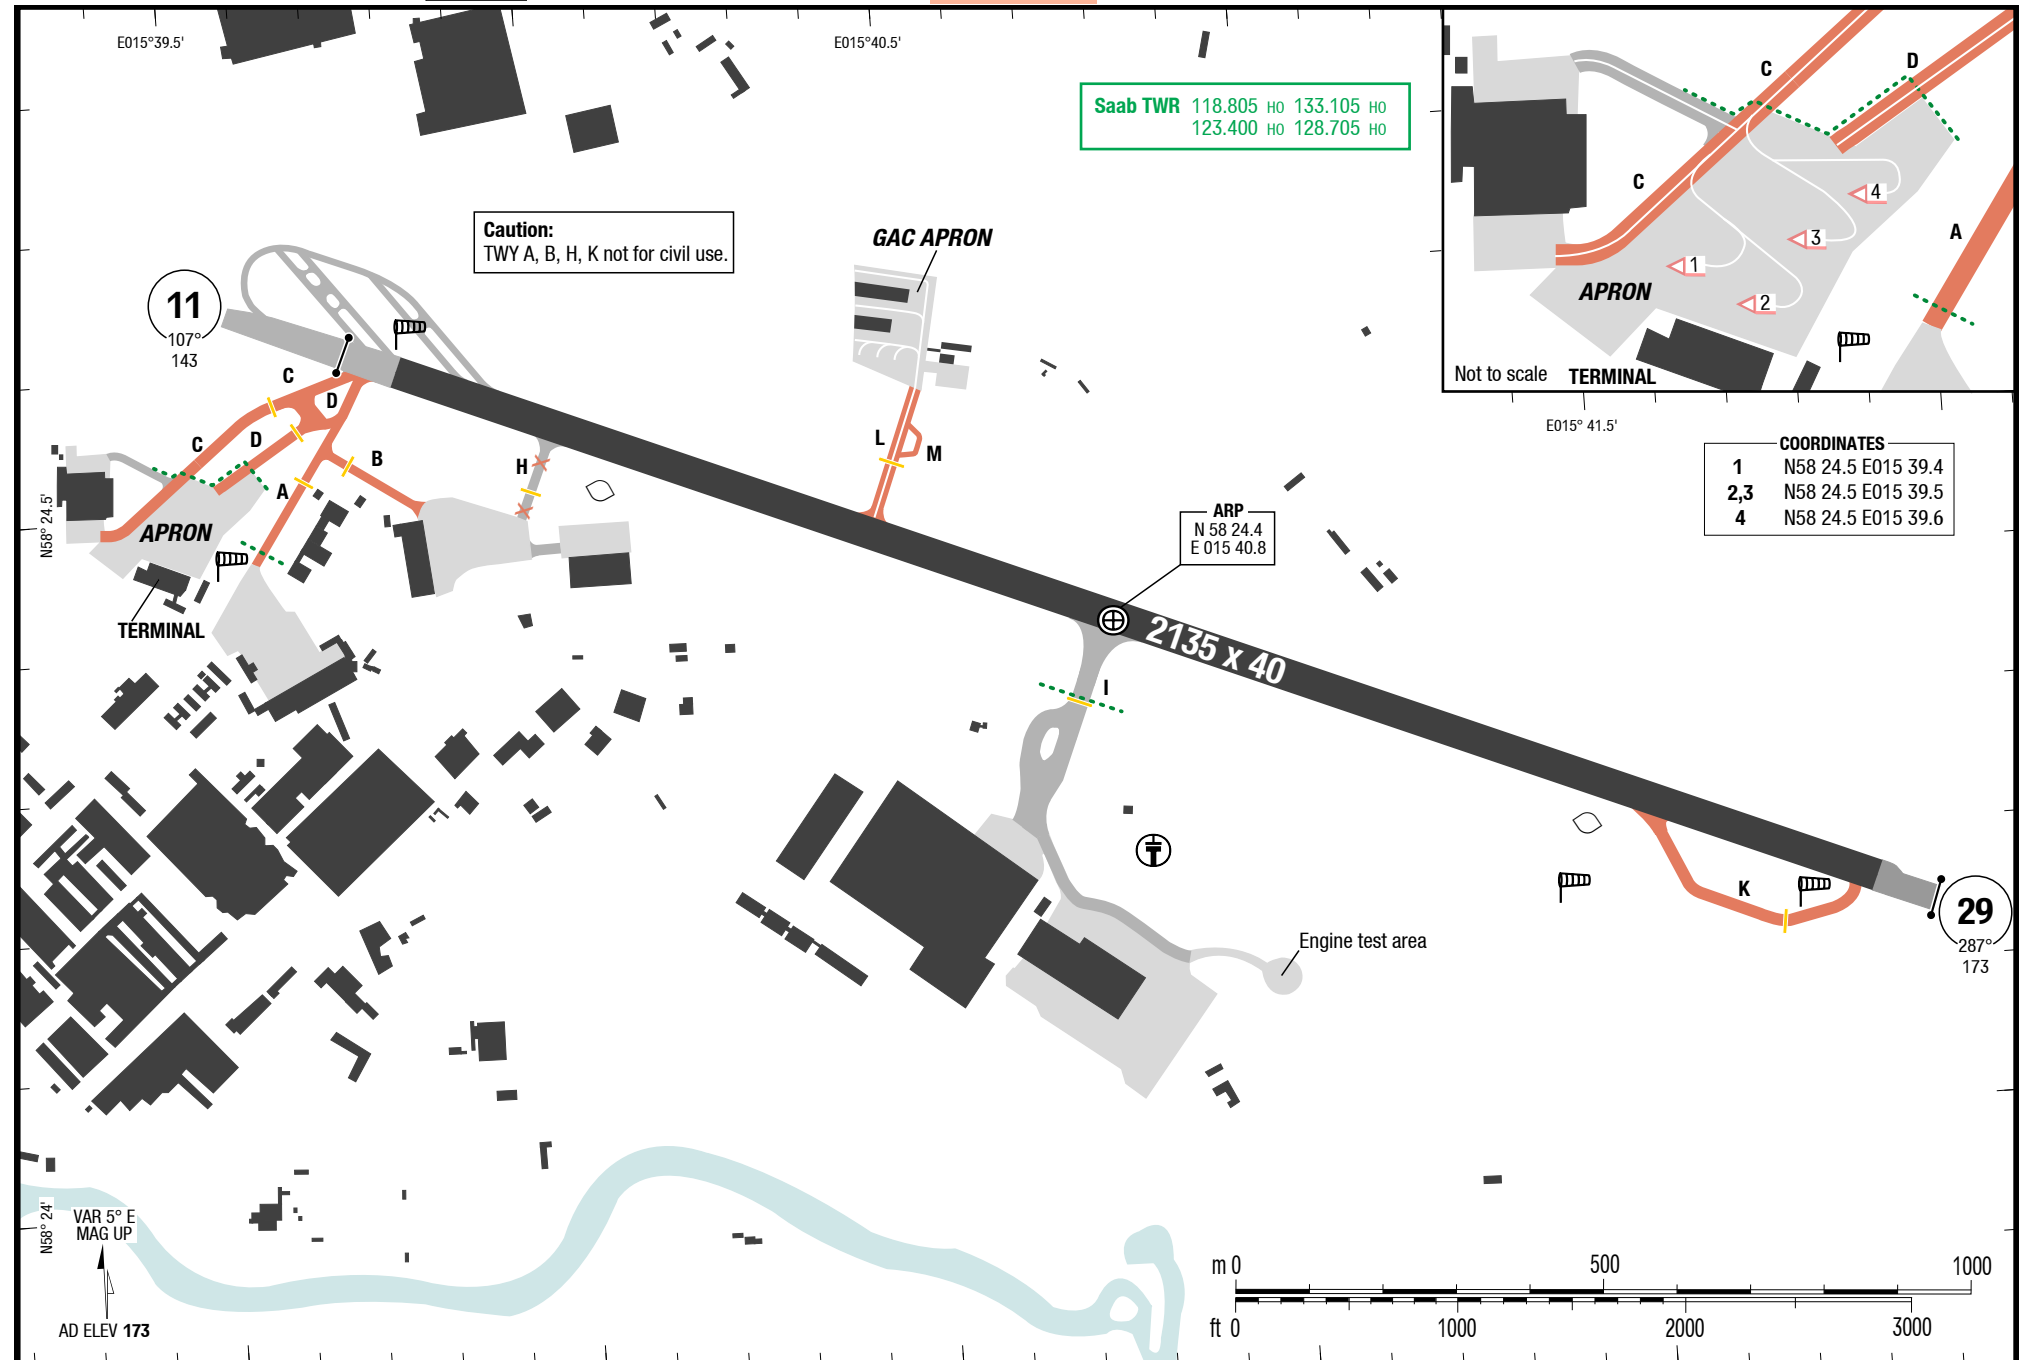 E015°39.5'
E015°40.5'
Saab TWR 118.805 HO 133.105 HO
123.400 HO 128.705 HO
C
D
C
4
3
A
1
2
APRON
Not to scale TERMINAL
E015° 41.5'
Caution:
TWY A, B, H, K not for civil use.
GAC APRON
11
107°
143
C
D
C
D
B
A
H
L
M
N58° 24.5'
APRON
TERMINAL
COORDINATES
1 N58 24.5 E015 39.4
2,3 N58 24.5 E015 39.5
4 N58 24.5 E015 39.6
ARP
N 58 24.4
E 015 40.8
2135 x 40
I
K
29
287°
173
Engine test area
N58° 24'
VAR 5° E
MAG UP
AD ELEV 173
m 0 500 1000
ft 0 1000 2000 3000